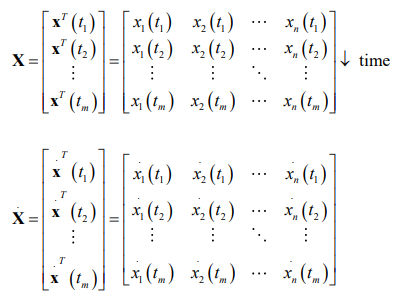 X = [ x^T(t_1) x^T(t_2) ⋮ x^T(t_m) ] = [ x_1(t_1) x_2(t_1) ⋯ x_n(t_1) ; x_1(t_2) x_2(t_2) ⋯ x_n(t_2) ; ⋮ ⋮ ⋱ ⋮ ; x_1(t_m) x_2(t_m) ⋯ x_n(t_m) ] ↓ time
Ẋ = [ ẋ^T(t_1) ẋ^T(t_2) ⋮ ẋ^T(t_m) ] = [ ẋ_1(t_1) ẋ_2(t_1) ⋯ ẋ_n(t_1) ; ẋ_1(t_2) ẋ_2(t_2) ⋯ ẋ_n(t_2) ; ⋮ ⋮ ⋱ ⋮ ; ẋ_1(t_m) ẋ_2(t_m) ⋯ ẋ_n(t_m) ]